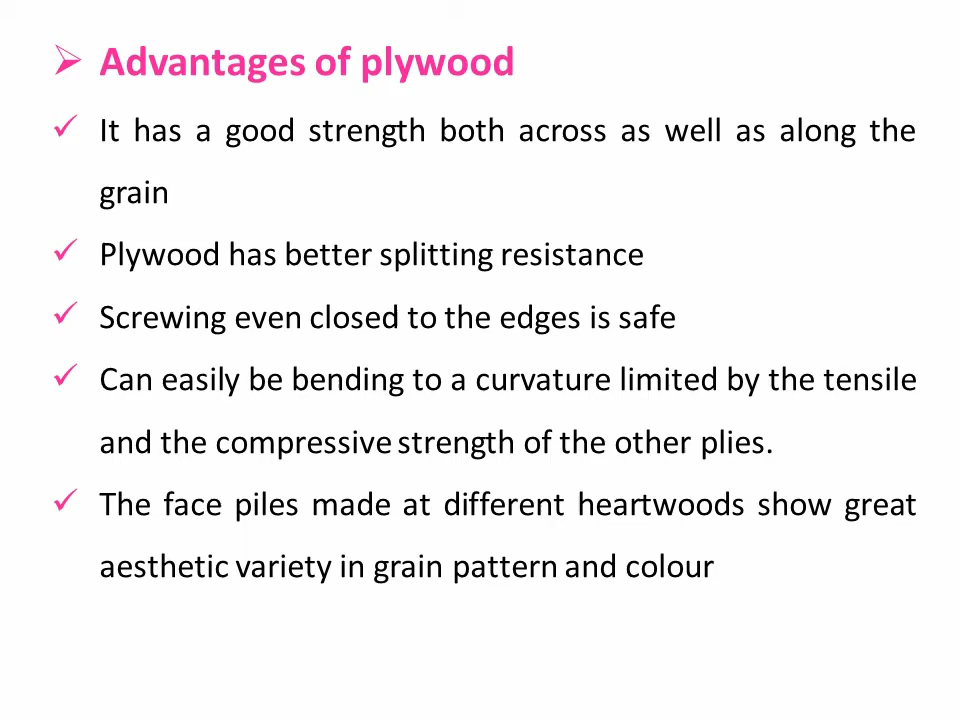 Advantages of plywood
It has a good strength both across as well as along the
grain
Plywood has better splitting resistance
Screwing even closed to the edges is safe
Can easily be bending to a curvature limited by the tensile
and the compressive strength of the other plies.
The face piles made at different heartwoods show great
aesthetic variety in grain pattern and colour